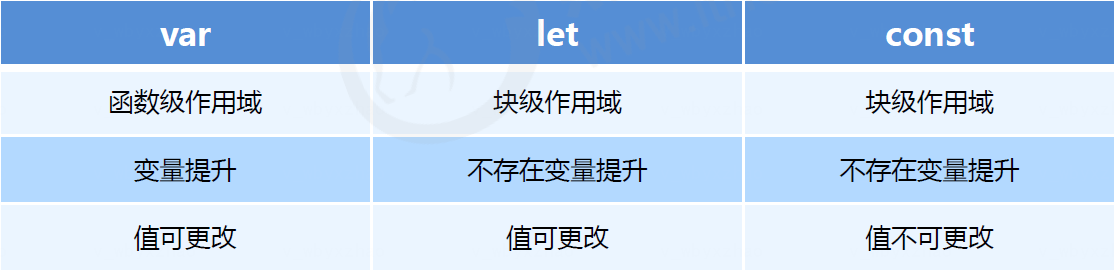 var let const
函数级作用域 块级作用域 块级作用域
变量提升 不存在变量提升 不存在变量提升
值可更改 值可更改 值不可更改